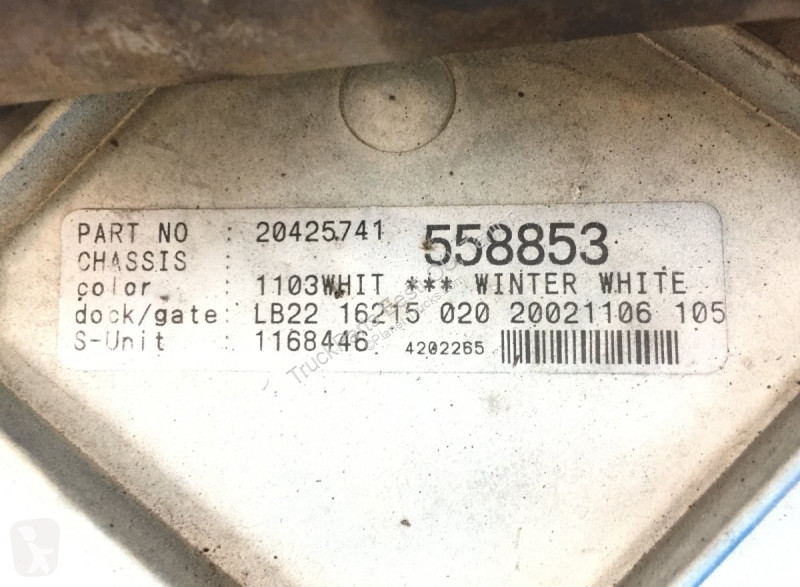 PART NO : 20425741
CHASSIS : 558853
color : 1103WHIT *** WINTER WHITE
dock/gate: LB22 16215 020 20021106 105
S-Unit : 1168446 4202265